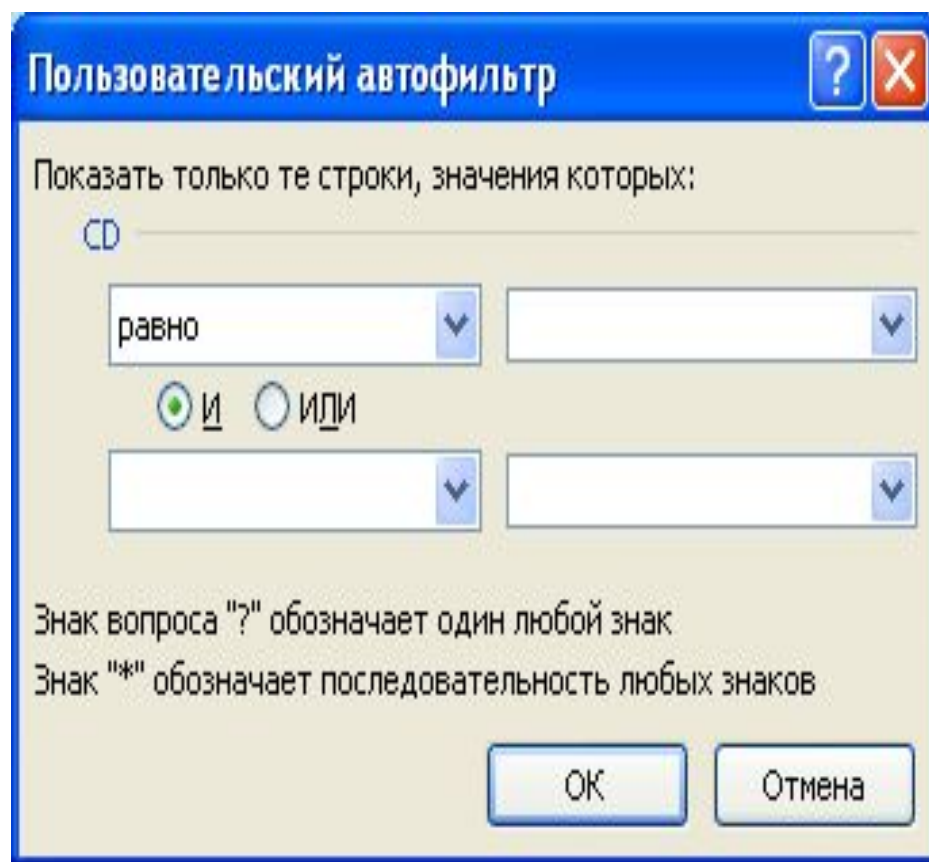 Пользовательский автофильтр
Показать только те строки, значения которых:
CD
равно
И ИЛИ
Знак вопроса "?" обозначает один любой знак
Знак "*" обозначает последовательность любых знаков
ОК Отмена